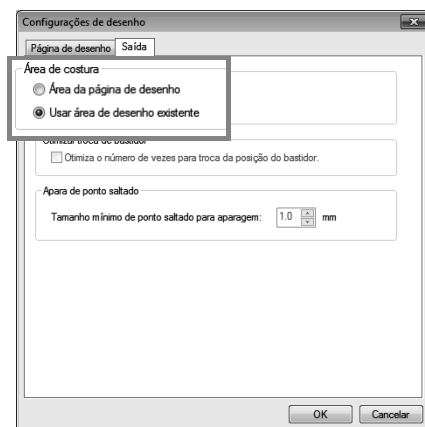 Configurações de desenho
Página de desenho Saída
Área de costura
Área da página de desenho
Usar área de desenho existente
Otimizar troca de bastidor
Otimiza o número de vezes para troca da posição do bastidor.
Apara de ponto saltado
Tamanho mínimo de ponto saltado para aparagem: 1.0 mm
OK Cancelar